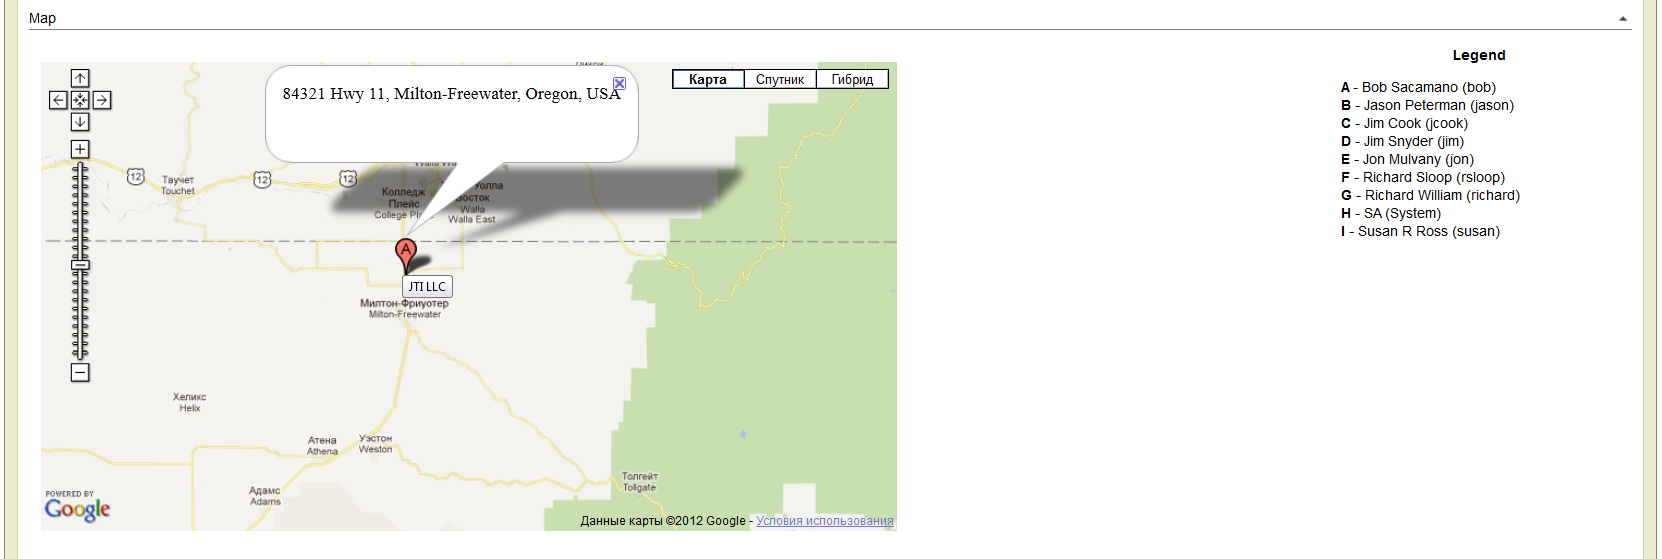 Map
Legend
A - Bob Sacamano (bob)
B - Jason Peterman (jason)
C - Jim Cook (jcook)
D - Jim Snyder (jim)
E - Jon Mulvany (jon)
F - Richard Sloop (rsloop)
G - Richard William (richard)
H - SA (System)
I - Susan R Ross (susan)
Карта
Спутник
Гибрид
84321 Hwy 11, Milton-Freewater, Oregon, USA
12
12
12
Таучет
Touchet
Колледж
Плейс
College
Восток
Walla
Walla East
A
JTI LLC
Милтон-Фриуотер
Milton-Freewater
Хеликс
Helix
Атена
Athena
Уэстон
Weston
Адамс
Adams
Толгейт
Tollgate
POWERED BY
Google
Данные карты ©2012 Google - Условия использования